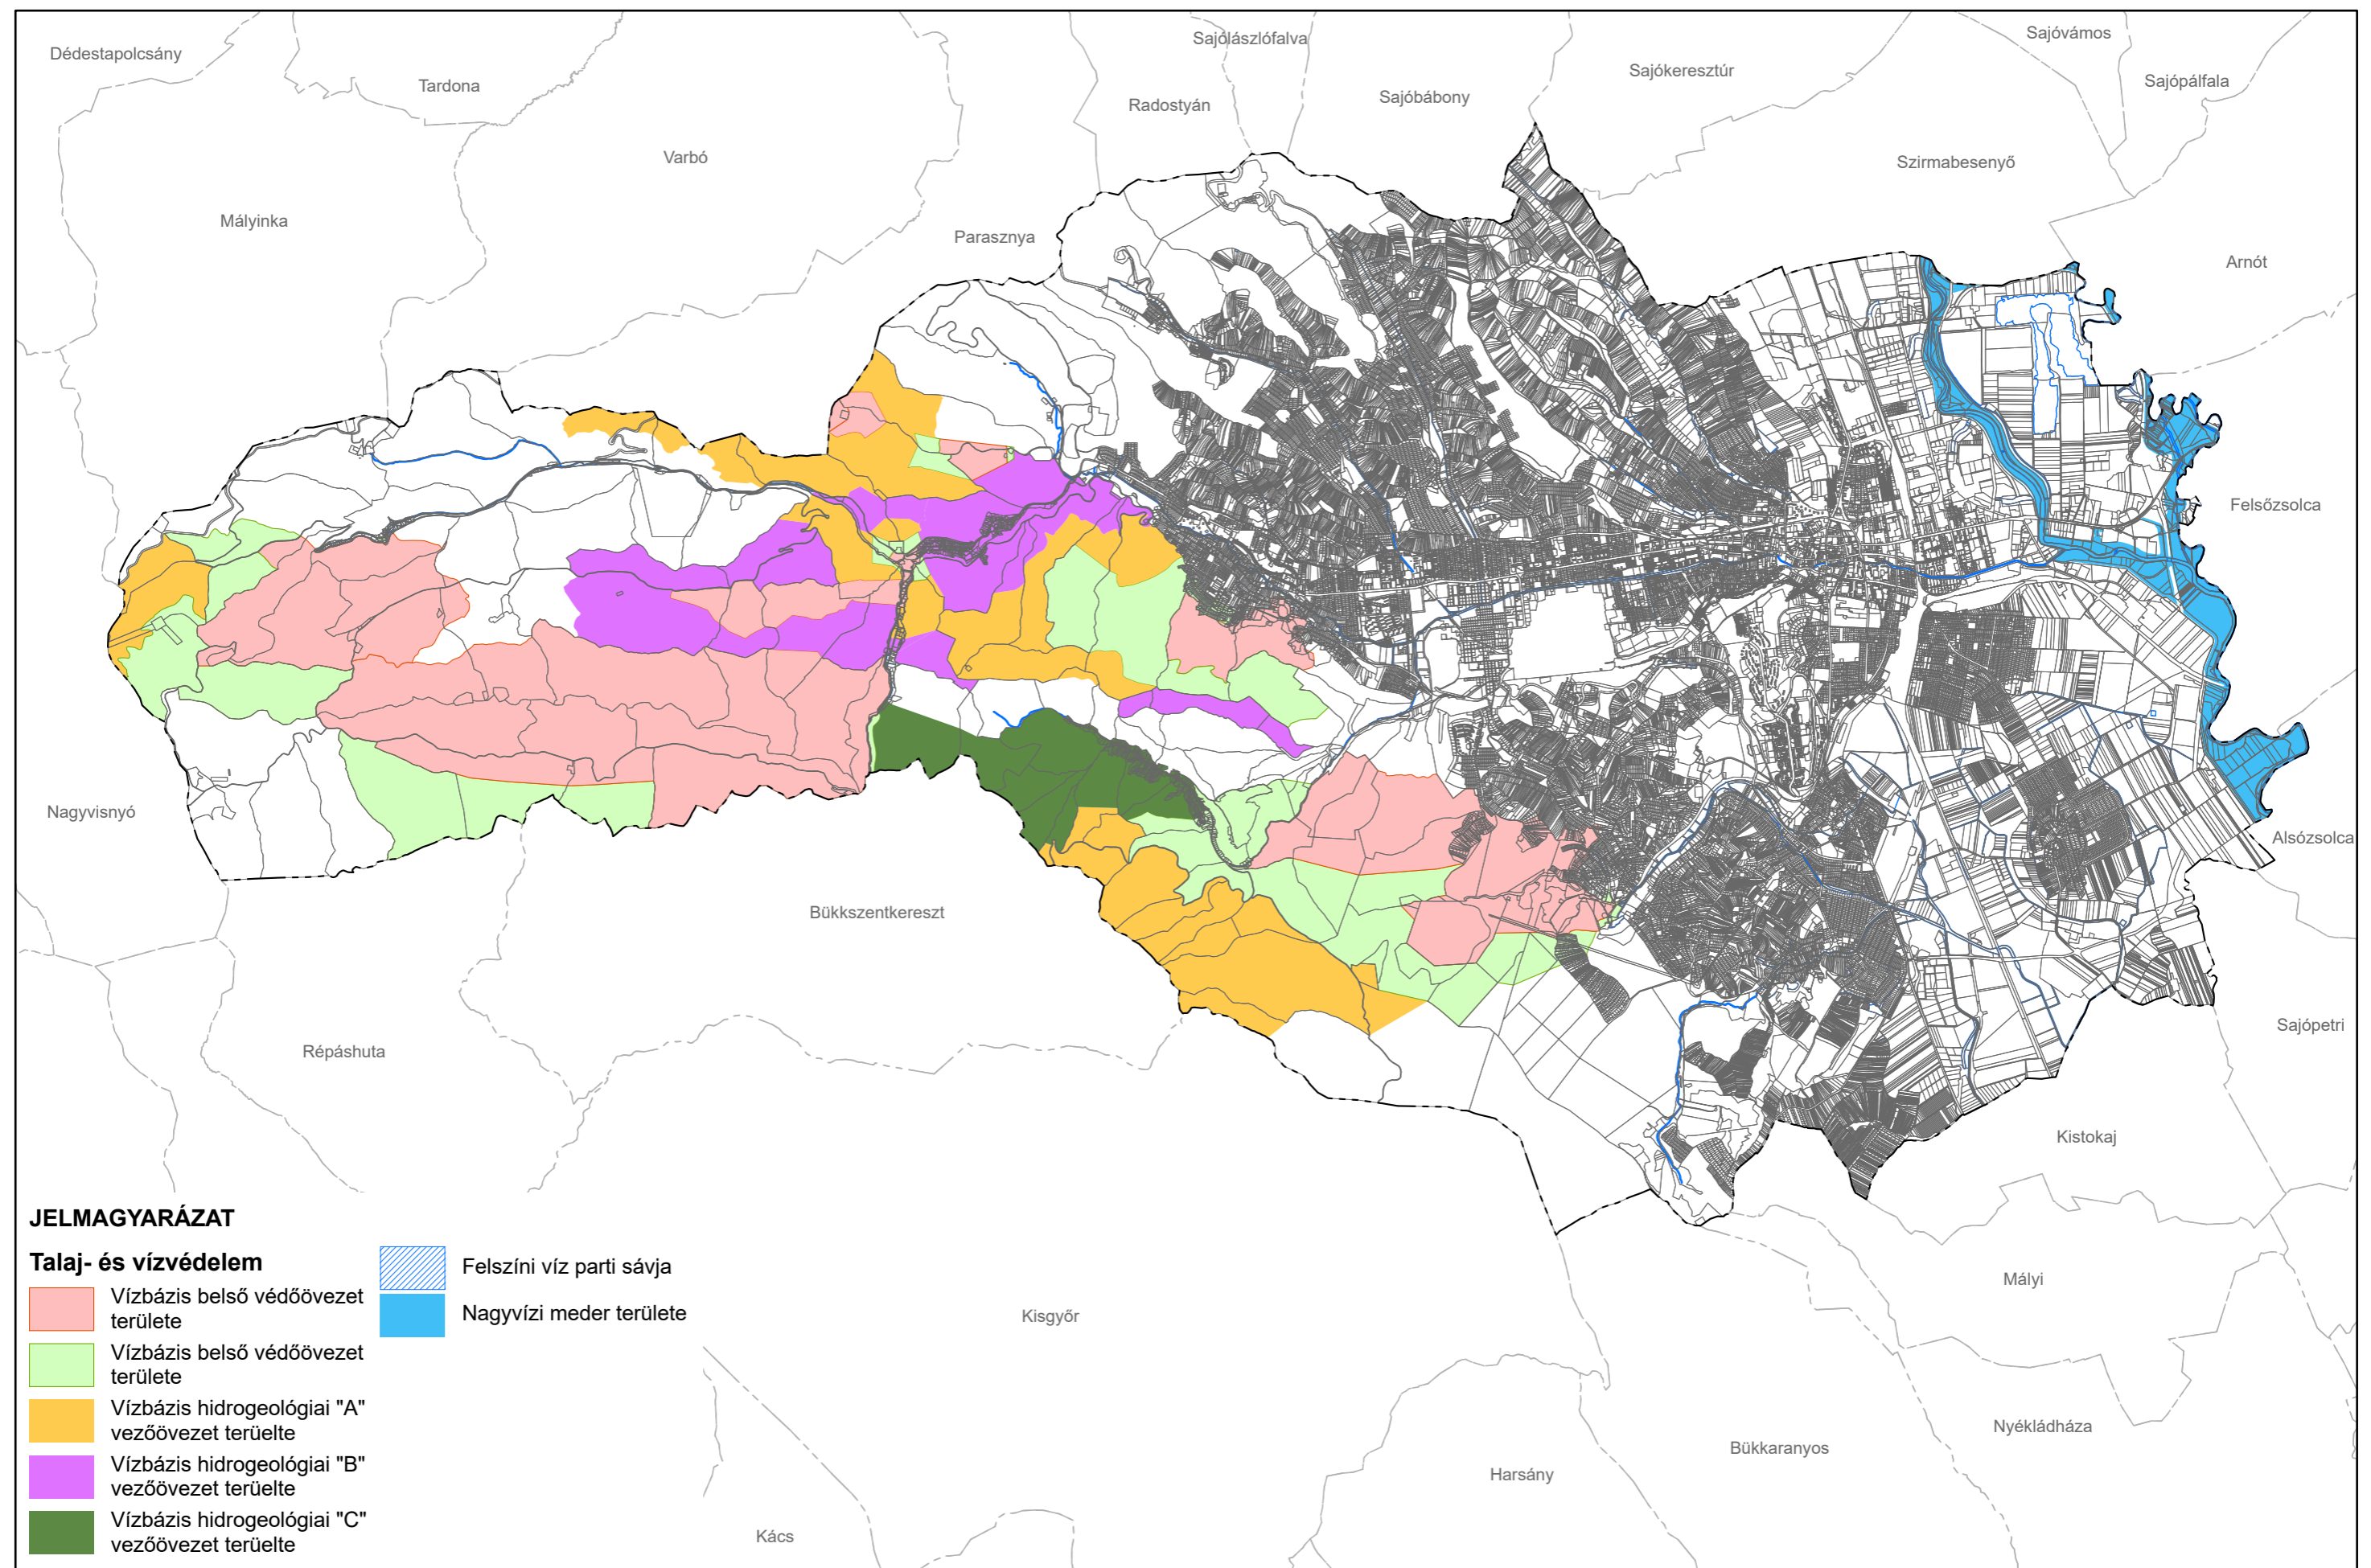 Dédestapolcsány
Tardona
Sajólászlófalva
Sajóvámos
Sajókeresztúr
Sajópálfala
Radostyán
Sajóbábony
Varbó
Szirmabesenyő
Mályinka
Parasznya
Arnót
Felsőzsolca
Nagyvisnyó
Alsózsolca
Bükkszentkereszt
Sajópetri
Répáshuta
Kistokaj
Mályi
Kisgyőr
Nyékládháza
Bükkaranyos
Harsány
Kács
JELMAGYARÁZAT
Talaj- és vízvédelem
Vízbázis belső védőövezet
területe
Vízbázis belső védőövezet
területe
Vízbázis hidrogeológiai "A"
vezőövezet terüelte
Vízbázis hidrogeológiai "B"
vezőövezet terüelte
Vízbázis hidrogeológiai "C"
vezőövezet terüelte
Felszíni víz parti sávja
Nagyvízi meder területe